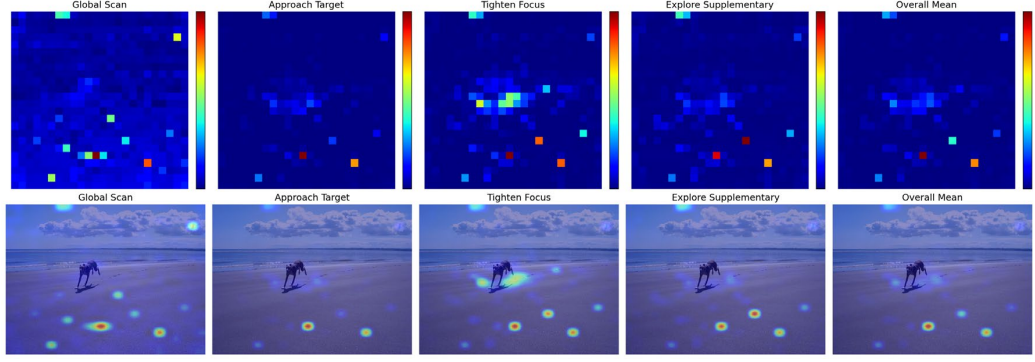 Global Scan
Approach Target
Tighten Focus
Explore Supplementary
Overall Mean
Global Scan
Approach Target
Tighten Focus
Explore Supplementary
Overall Mean